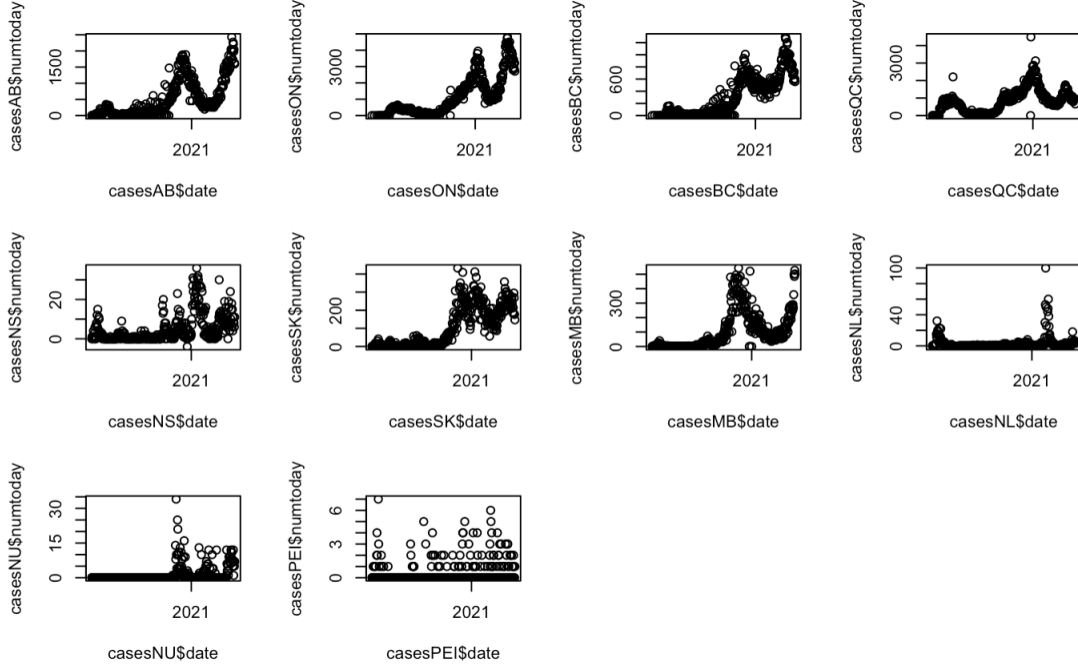 casesAB$numtoday
0 1500
2021
casesAB$date
casesON$numtoday
0 3000
2021
casesON$date
casesBC$numtoday
0 600
2021
casesBC$date
casesQC$numtoday
0 3000
2021
casesQC$date
casesNS$numtoday
0 20
2021
casesNS$date
casesSK$numtoday
0 200
2021
casesSK$date
casesMB$numtoday
0 300
2021
casesMB$date
casesNL$numtoday
0 40 100
2021
casesNL$date
casesNU$numtoday
0 15 30
2021
casesNU$date
casesPEI$numtoday
0 3 6
2021
casesPEI$date